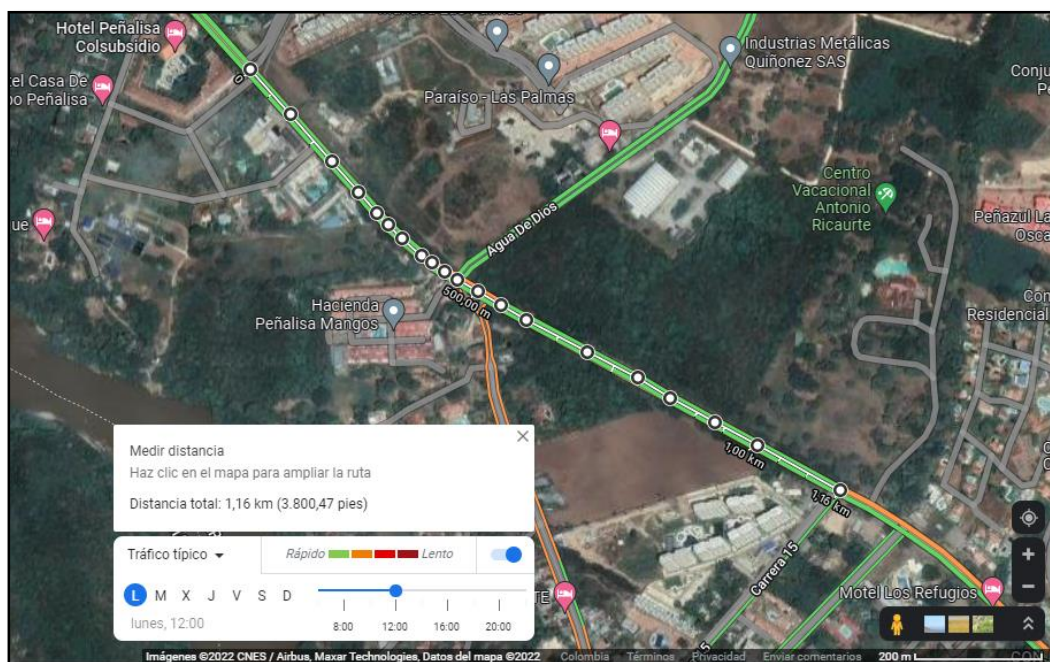 Hotel Peñalisa
Colsubsidio
Industrias Metálicas
Quiñonez SAS
Paraíso - Las Palmas
Centro
Vacacional
Antonio
Ricaurte
Peñazul La
Agua De Dios
500,00 m
Hacienda
Peñalisa Mangos
Residencial
1,00 km
1,16 km
Medir distancia
Haz clic en el mapa para ampliar la ruta
Distancia total: 1,16 km (3.800,47 pies)
Tráfico típico
Rápido
Lento
L M X J V S D
lunes, 12:00
8:00 12:00 16:00 20:00
Carrera 15
Motel Los Refugios
Imágenes ©2022 CNES / Airbus, Maxar Technologies, Datos del mapa ©2022 Colombia Términos Privacidad Enviar comentarios 200 m